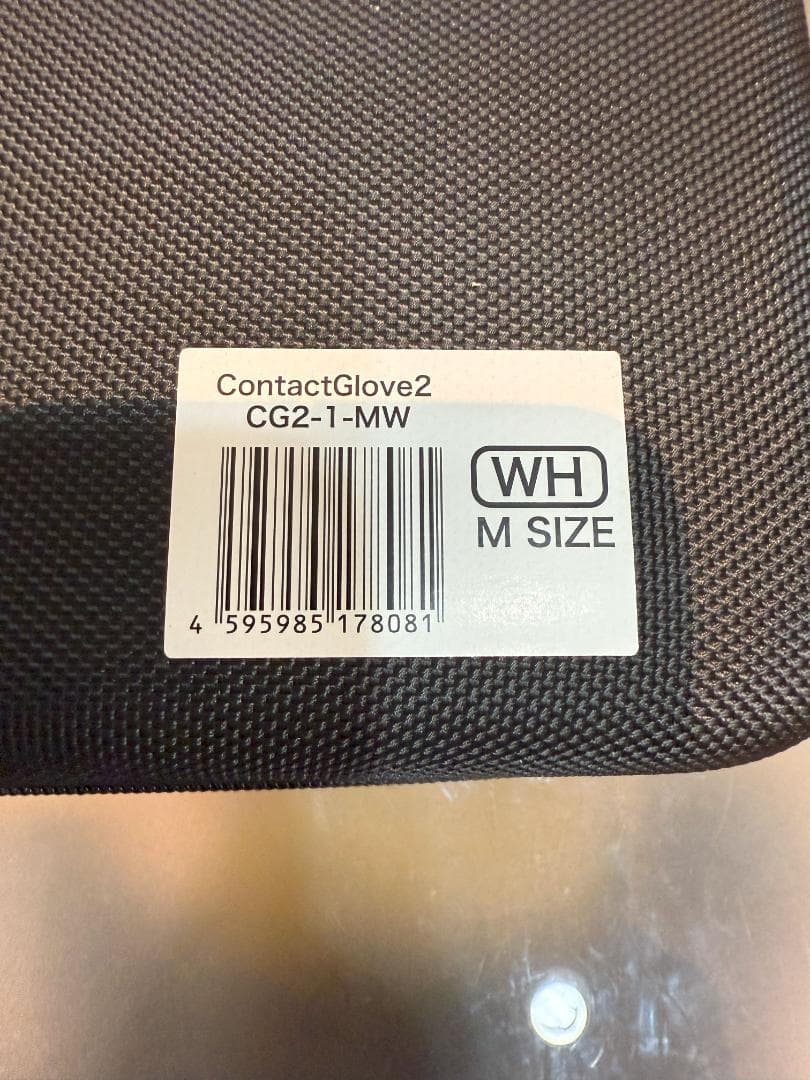 ContactGlove2
CG2-1-MW
WH
M SIZE
4 595985 178081